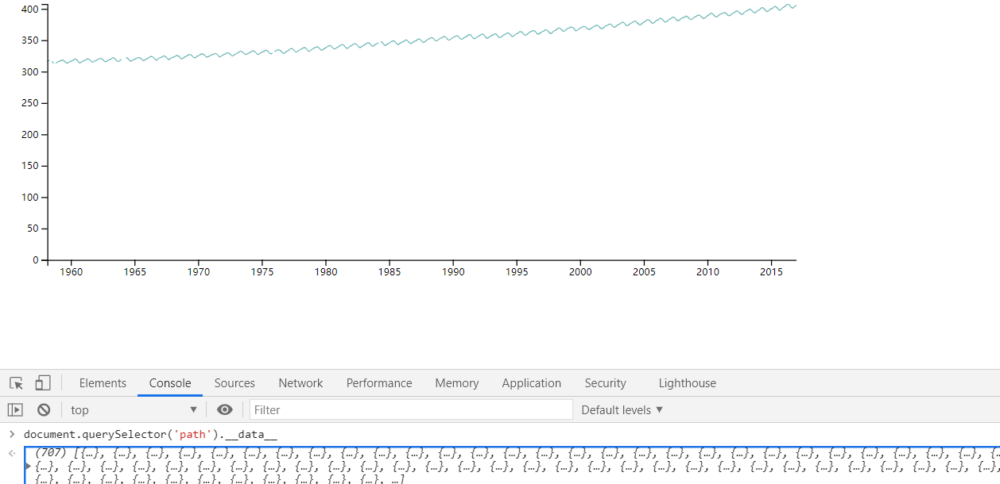 400
350
300
250
200
150
100
50
0
1960 1965 1970 1975 1980 1985 1990 1995 2000 2005 2010 2015
Elements Console Sources Network Performance Memory Application Security Lighthouse
top Filter Default levels
document.querySelector('path').__data__
(707) [{…}, {…}, {…}, {…}, {…}, {…}, {…}, {…}, {…}, {…}, {…}, {…}, {…}, {…}, {…}, {…}, {…}, {…}, {…}, {…}, {…}, {…}, {…}, {…}, {…}, {…}, {…}, {…}, {…
{…}, {…}, {…}, {…}, {…}, {…}, {…}, {…}, {…}, {…}, {…}, {…}, {…}, {…}, {…}, {…}, {…}, {…}, {…}, {…}, {…}, {…}, {…}, {…}, {…}, {…}, {…}, {…}, {…}, {…},
{…}, {…}, {…}, {…}, {…}, {…}, {…}, {…}, {…}, {…}, {…}, …]